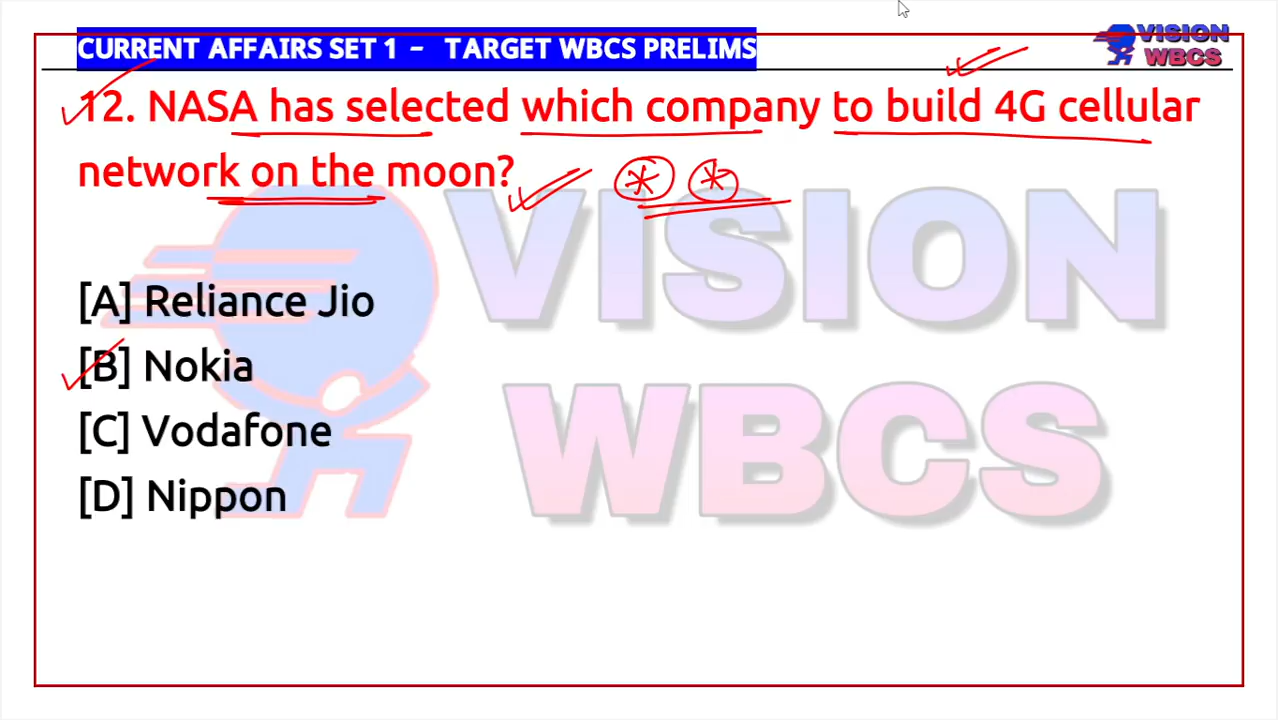 CURRENT AFFAIRS SET 1 – TARGET WBCS PRELIMS
VISION
WBCS
12. NASA has selected which company to build 4G cellular
network on the moon?
VISION
WBCS
[A] Reliance Jio
[B] Nokia
[C] Vodafone
[D] Nippon